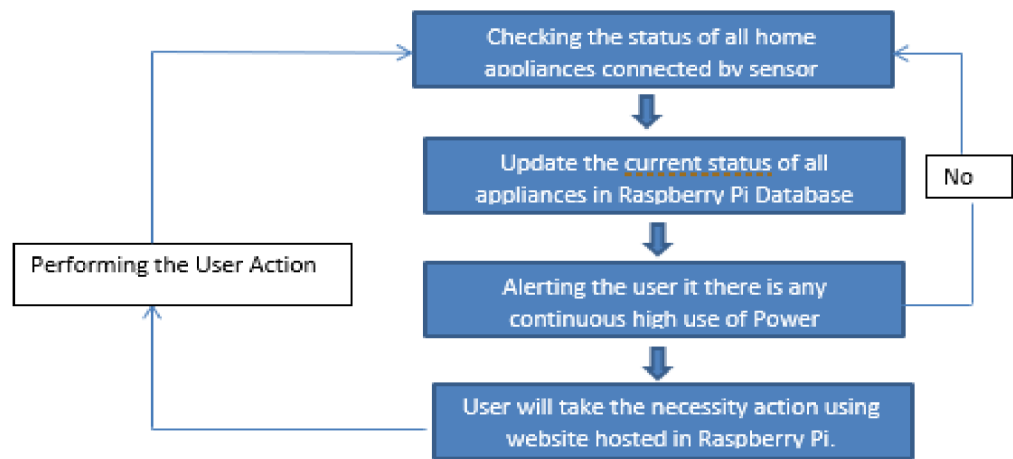 Checking the status of all home
appliances connected by sensor
Update the current status of all
appliances in Raspberry Pi Database
No
Performing the User Action
Alerting the user it there is any
continuous high use of Power
User will take the necessity action using
website hosted in Raspberry Pi.